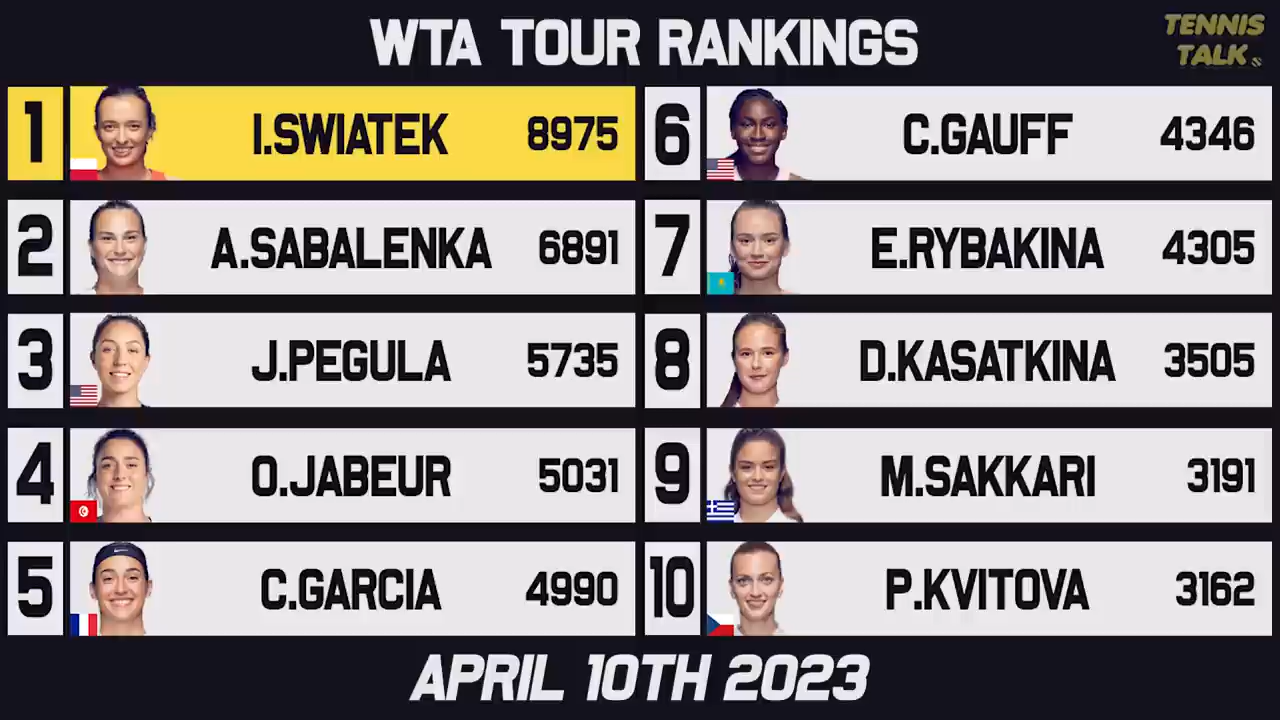 WTA TOUR RANKINGS
TENNIS
TALK
1 I.SWIATEK 8975
2 A.SABALENKA 6891
3 J.PEGULA 5735
4 O.JABEUR 5031
5 C.GARCIA 4990
6 C.GAUFF 4346
7 E.RYBAKINA 4305
8 D.KASATKINA 3505
9 M.SAKKARI 3191
10 P.KVITOVA 3162
APRIL 10TH 2023